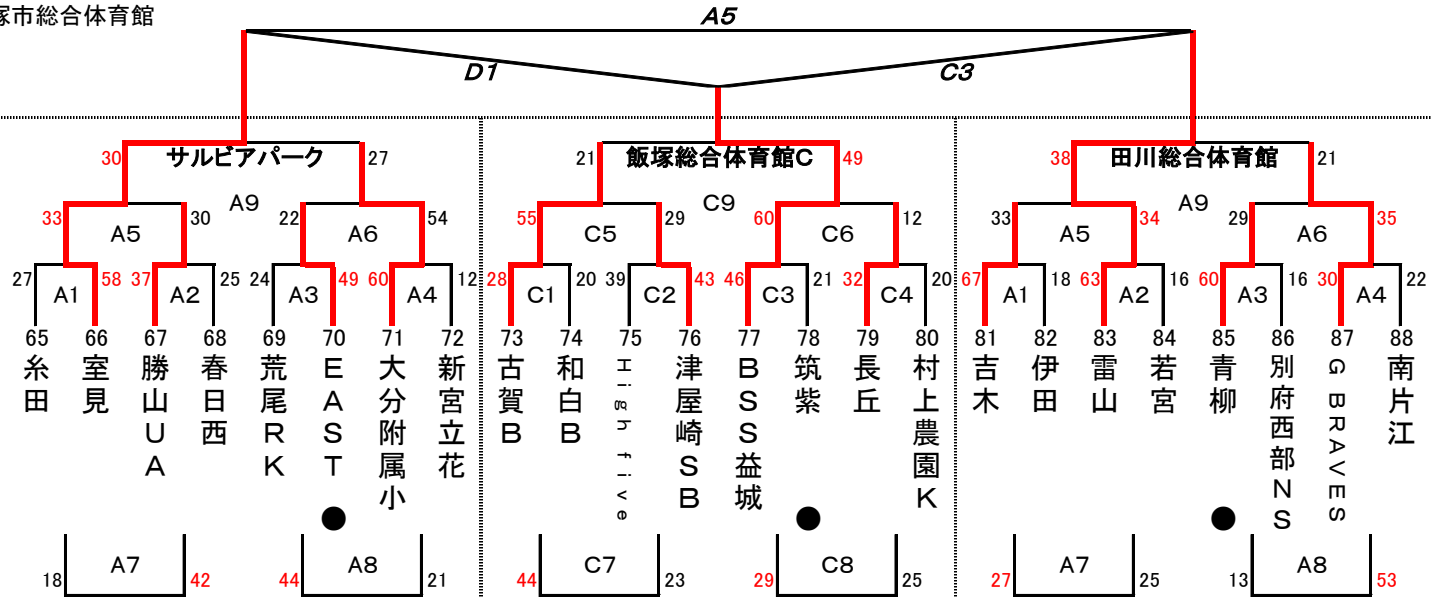 塚市総合体育館
A5
D1
C3
30 サルビアパーク 27
21 飯塚総合体育館C 49
38 田川総合体育館 21
A9
C9
A9
33 30 22 54
55 29 60 12
33 34 29 35
A5 A6
C5 C6
A5 A6
27 58 37 25 24 49 60 12
28 20 39 43 46 21 32 20
67 18 63 16 60 16 30 22
A1 A2 A3 A4
C1 C2 C3 C4
A1 A2 A3 A4
65 66 67 68 69 70 71 72
73 74 75 76 77 78 79 80
81 82 83 84 85 86 87 88
糸田
室見
勝山UA
春日西
荒尾RK
EAST
大分附属小
新宮立花
古賀B
和白B
High five
津屋崎SB
BSS益城
筑紫
長丘
村上農園K
吉木
伊田
雷山
若宮
青柳
別府西部NS
G BRAVES
南片江
18 A7 42
44 A8 21
44 C7 23
29 C8 25
27 A7 25
13 A8 53